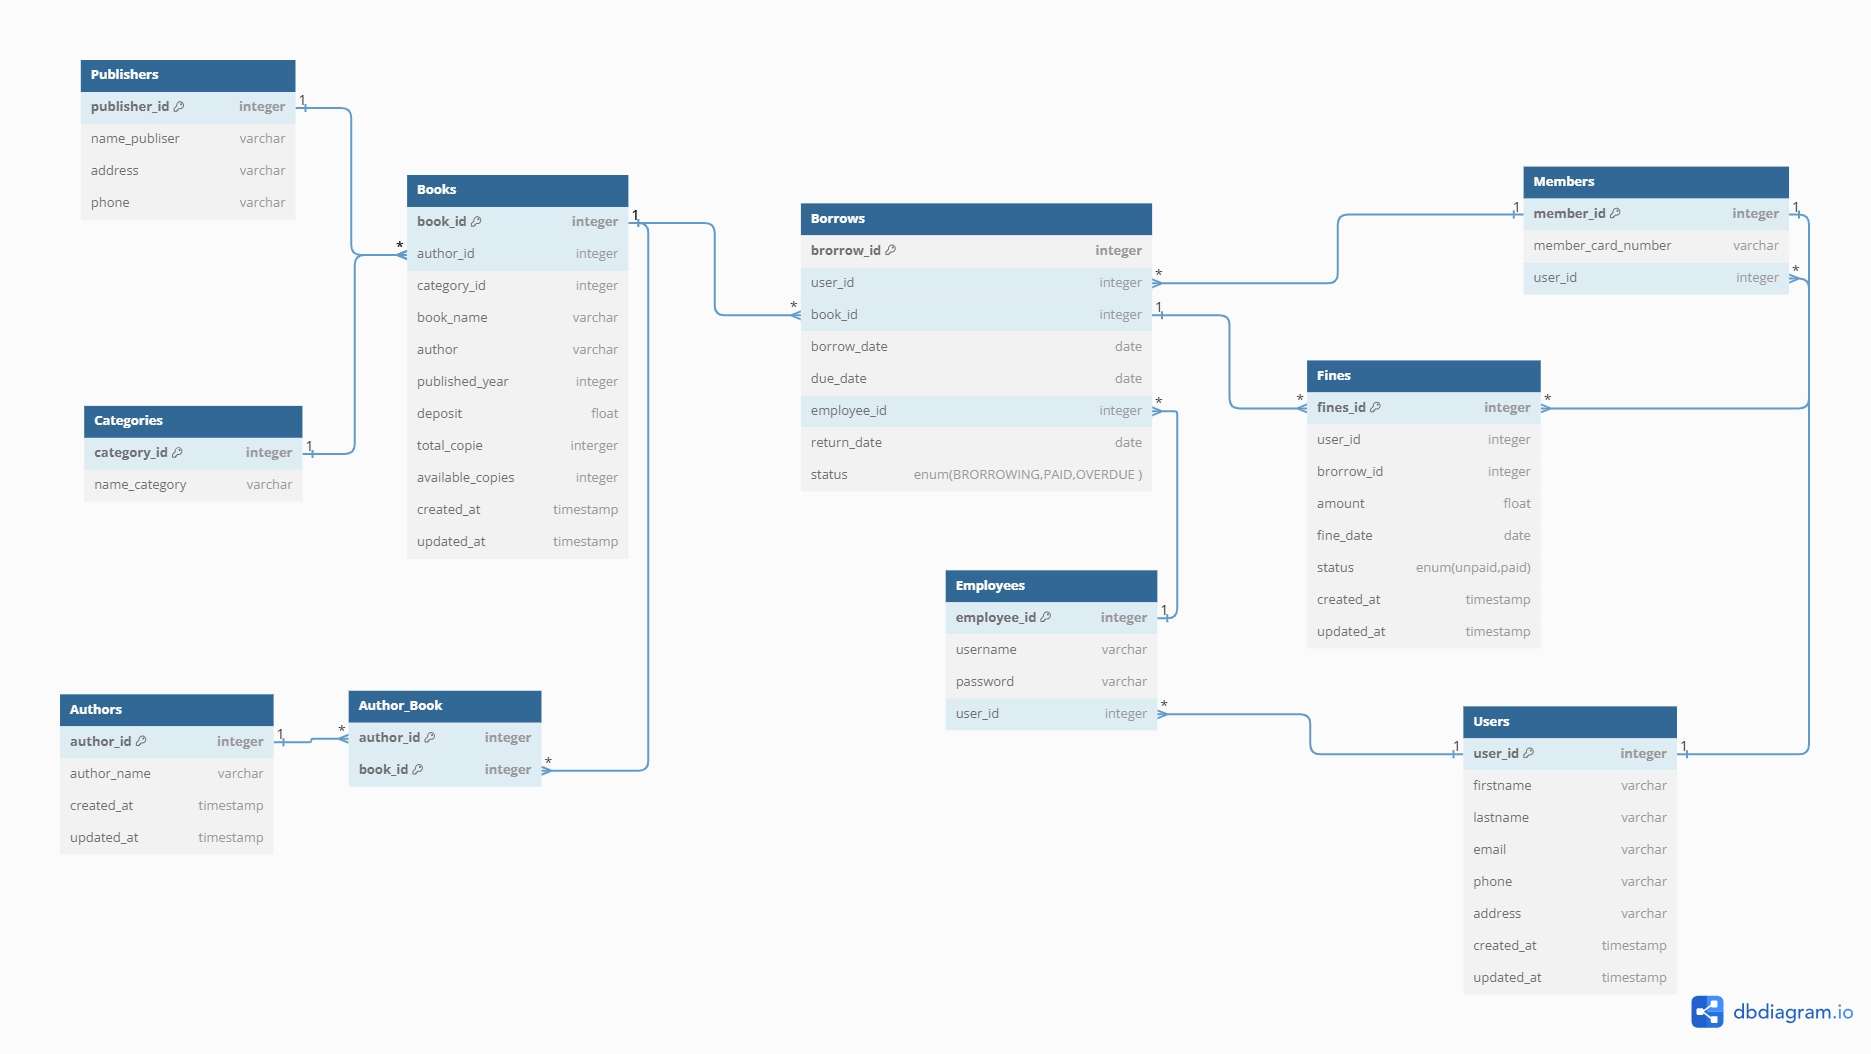 Publishers
publisher_id integer
name_publiser varchar
address varchar
phone varchar
Categories
category_id integer
name_category varchar
Authors
author_id integer
author_name varchar
created_at timestamp
updated_at timestamp
Author_Book
author_id integer
book_id integer
Books
book_id integer
author_id integer
category_id integer
book_name varchar
author varchar
published_year integer
deposit float
total_copie interger
available_copies integer
created_at timestamp
updated_at timestamp
Borrows
brorrow_id integer
user_id integer
book_id integer
borrow_date date
due_date date
employee_id integer
return_date date
status enum(BRORROWING,PAID,OVERDUE )
Employees
employee_id integer
username varchar
password varchar
user_id integer
Members
member_id integer
member_card_number varchar
user_id integer
Fines
fines_id integer
user_id integer
brorrow_id integer
amount float
fine_date date
status enum(unpaid,paid)
created_at timestamp
updated_at timestamp
Users
user_id integer
firstname varchar
lastname varchar
email varchar
phone varchar
address varchar
created_at timestamp
updated_at timestamp
1
*
1
1
*
1
*
*
1
*
1
*
1
*
1
*
*
1
*
1
1
dbdiagram.io